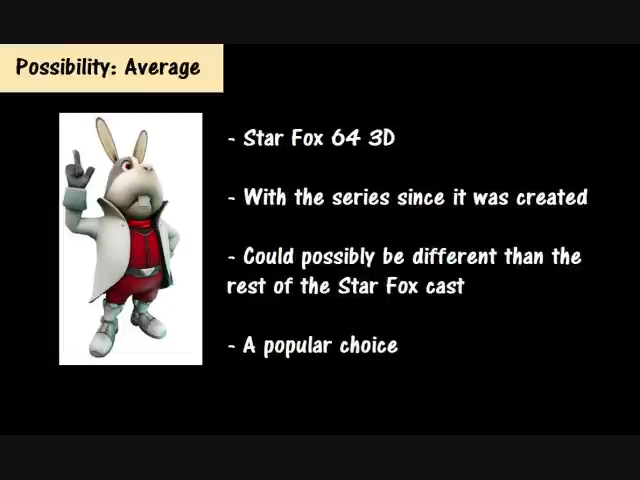 Possibility: Average
- Star Fox 64 3D
- With the series since it was created
- Could possibly be different than the
rest of the Star Fox cast
- A popular choice